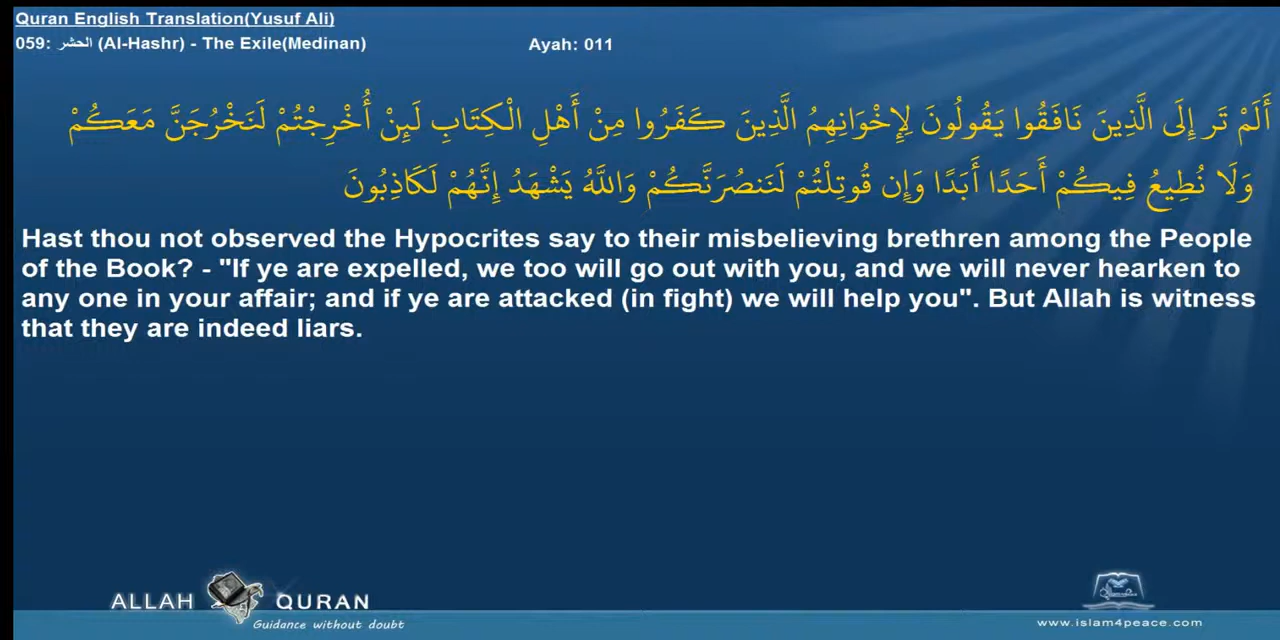 Quran English Translation(Yusuf Ali)
059: الحشر (Al-Hashr) - The Exile(Medinan) Ayah: 011
أَلَمْ تَر إِلَى الَّذِينَ نَافَقُوا يَقُولُونَ لِإِخْوَانِهِمُ الَّذِينَ كَفَرُوا مِنْ أَهْلِ الْكِتَابِ لَئِنْ أُخْرِجْتُمْ لَنَخْرُجَنَّ مَعَكُمْ
وَلَا نُطِيعُ فِيكُمْ أَحَدًا أَبَدًا وَإِن قُوتِلْتُمْ لَنَنصُرَنَّكُمْ وَاللَّهُ يَشْهَدُ إِنَّهُمْ لَكَاذِبُونَ
Hast thou not observed the Hypocrites say to their misbelieving brethren among the People
of the Book? - "If ye are expelled, we too will go out with you, and we will never hearken to
any one in your affair; and if ye are attacked (in fight) we will help you". But Allah is witness
that they are indeed liars.
ALLAH QURAN
Guidance without doubt
www.islam4peace.com